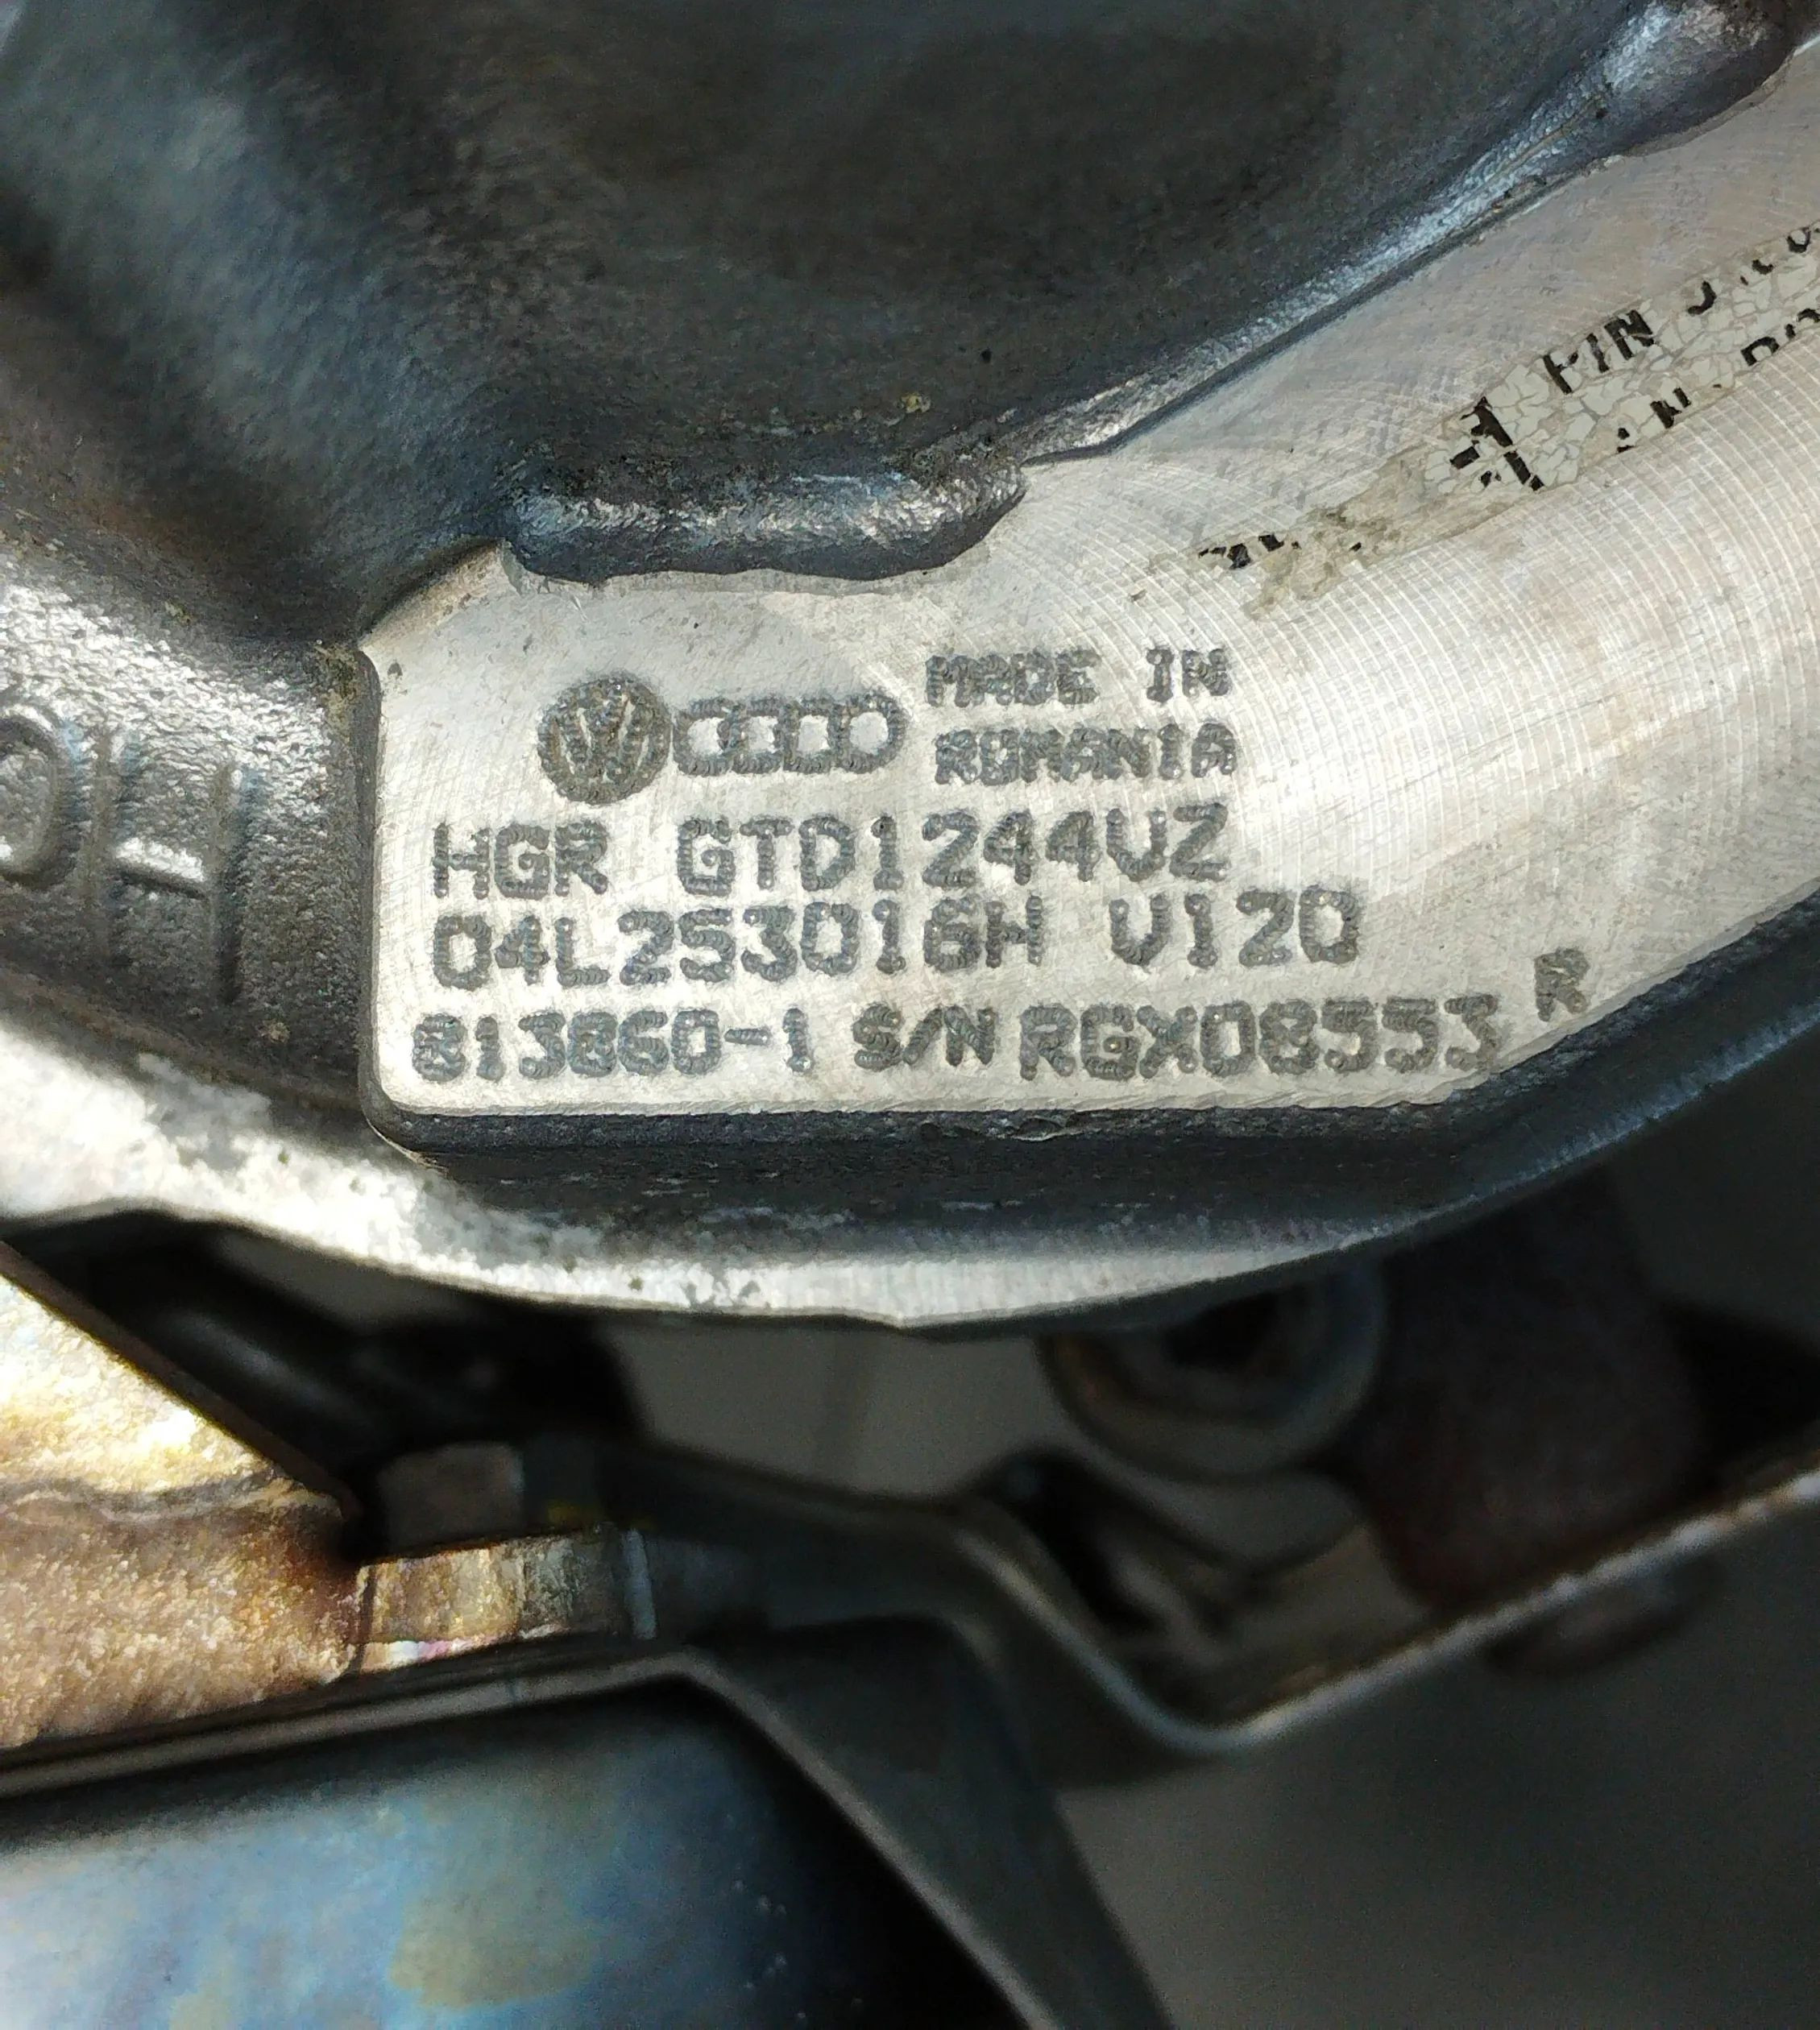 MADE IN
ROMANIA
HGR GTD1244VZ
04L253016H V120
813860-1 S/N RGX08553 R